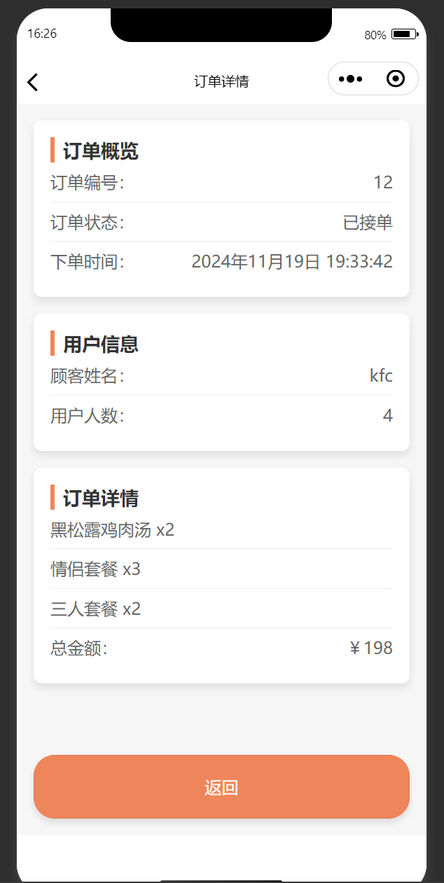 16:26
80%
订单详情
订单概览
订单编号: 12
订单状态: 已接单
下单时间: 2024年11月19日 19:33:42
用户信息
顾客姓名: kfc
用户人数: 4
订单详情
黑松露鸡肉汤 x2
情侣套餐 x3
三人套餐 x2
总金额: ￥198
返回